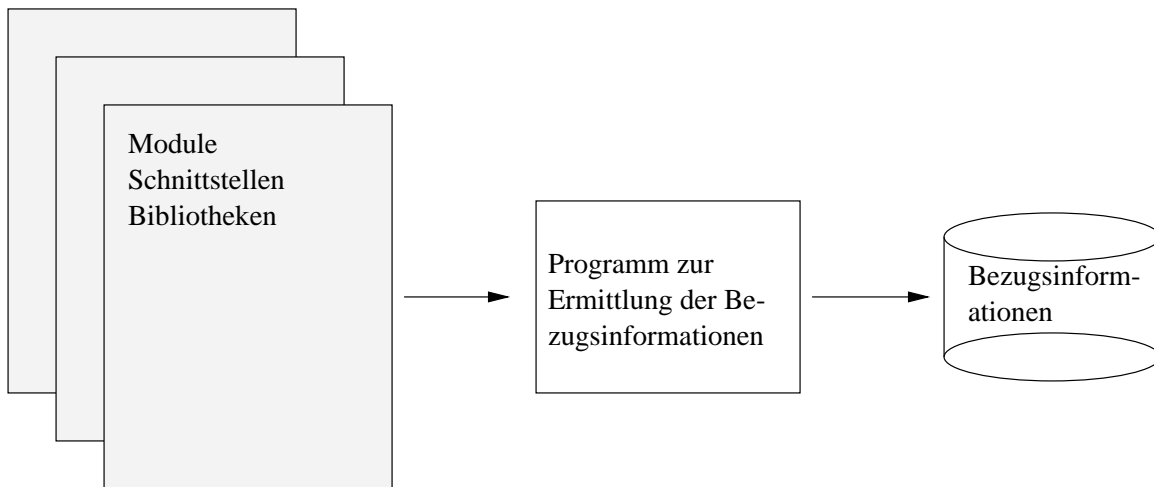 Module
Schnittstellen
Bibliotheken
Programm zur
Ermittlung der Be-
zugsinformationen
Bezugsinform-
ationen